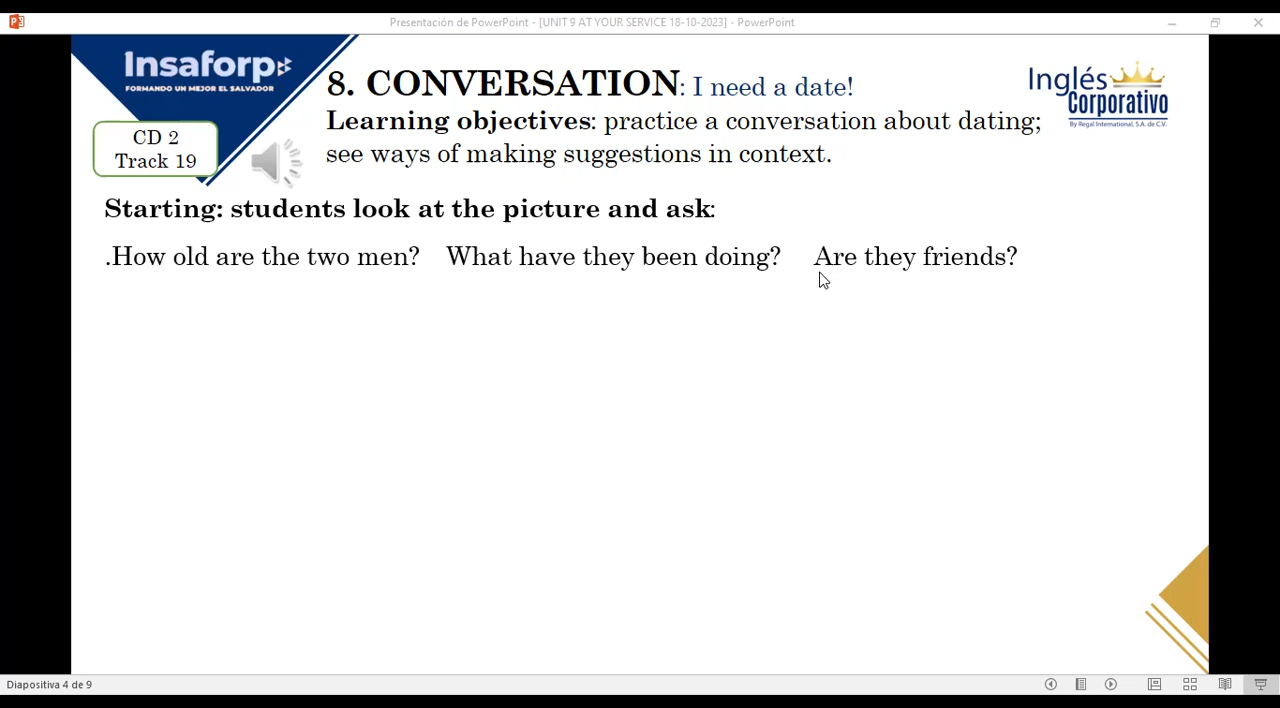 Presentación de PowerPoint - [UNIT 9 AT YOUR SERVICE 18-10-2023] - PowerPoint
Insaforp
FORMANDO UN MEJOR EL SALVADOR
8. CONVERSATION: I need a date!
Inglés
Corporativo
By Regal International, S.A. de C.V.
Learning objectives: practice a conversation about dating;
see ways of making suggestions in context.
CD 2
Track 19
Starting: students look at the picture and ask:
.How old are the two men? What have they been doing? Are they friends?
Diapositiva 4 de 9